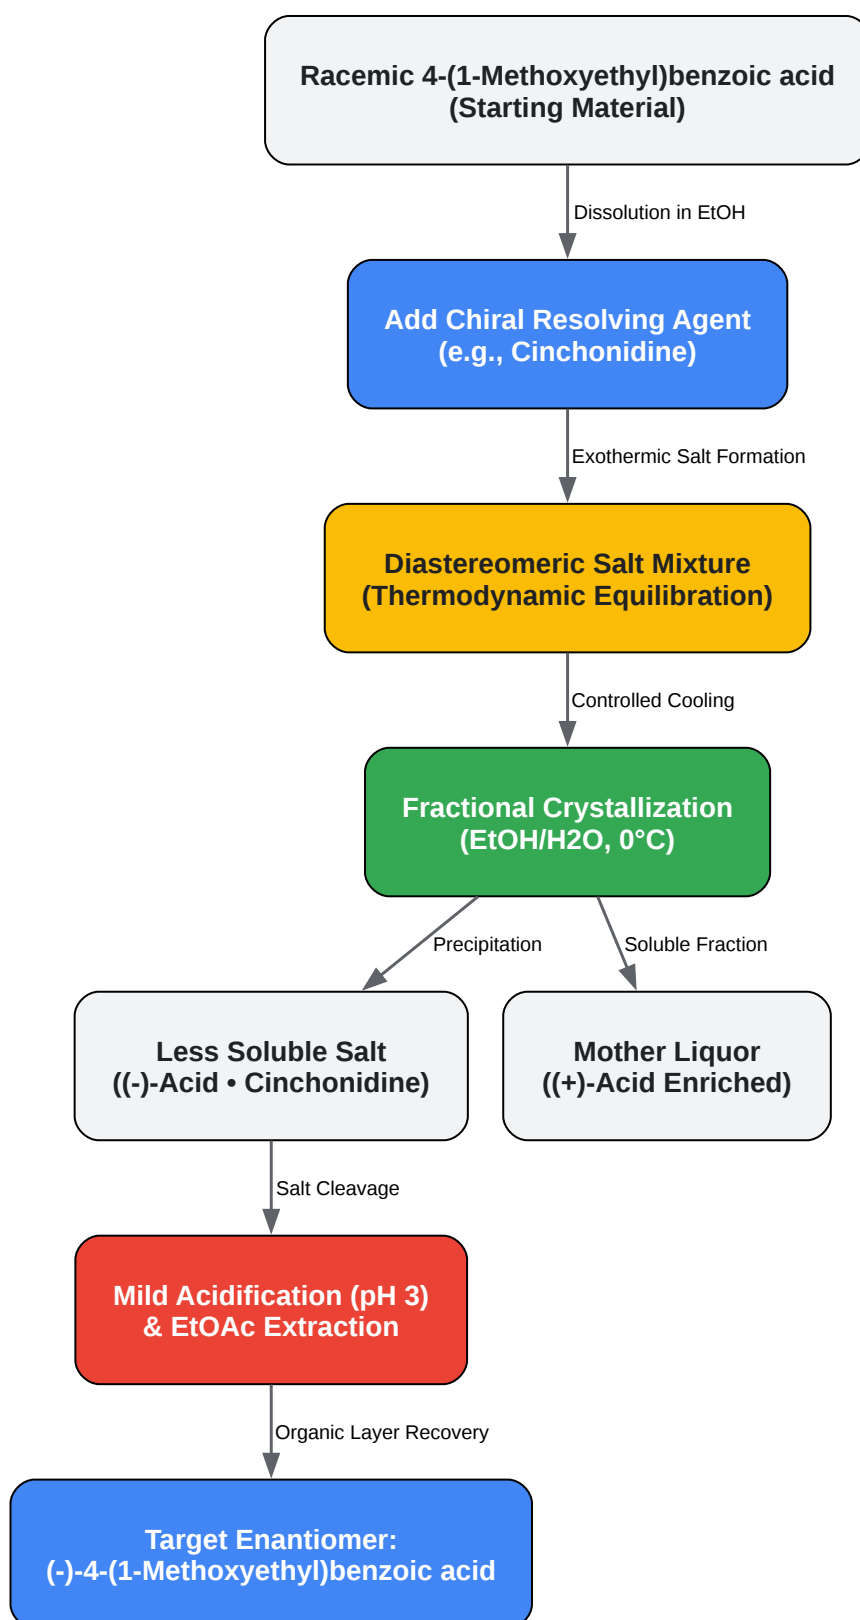 Racemic 4-(1-Methoxyethyl)benzoic acid
(Starting Material)
Dissolution in EtOH
Add Chiral Resolving Agent
(e.g., Cinchonidine)
Exothermic Salt Formation
Diastereomeric Salt Mixture
(Thermodynamic Equilibration)
Controlled Cooling
Fractional Crystallization
(EtOH/H2O, 0°C)
Precipitation
Soluble Fraction
Less Soluble Salt
((-)-Acid • Cinchonidine)
Mother Liquor
((+)-Acid Enriched)
Salt Cleavage
Mild Acidification (pH 3)
& EtOAc Extraction
Organic Layer Recovery
Target Enantiomer:
(-)-4-(1-Methoxyethyl)benzoic acid